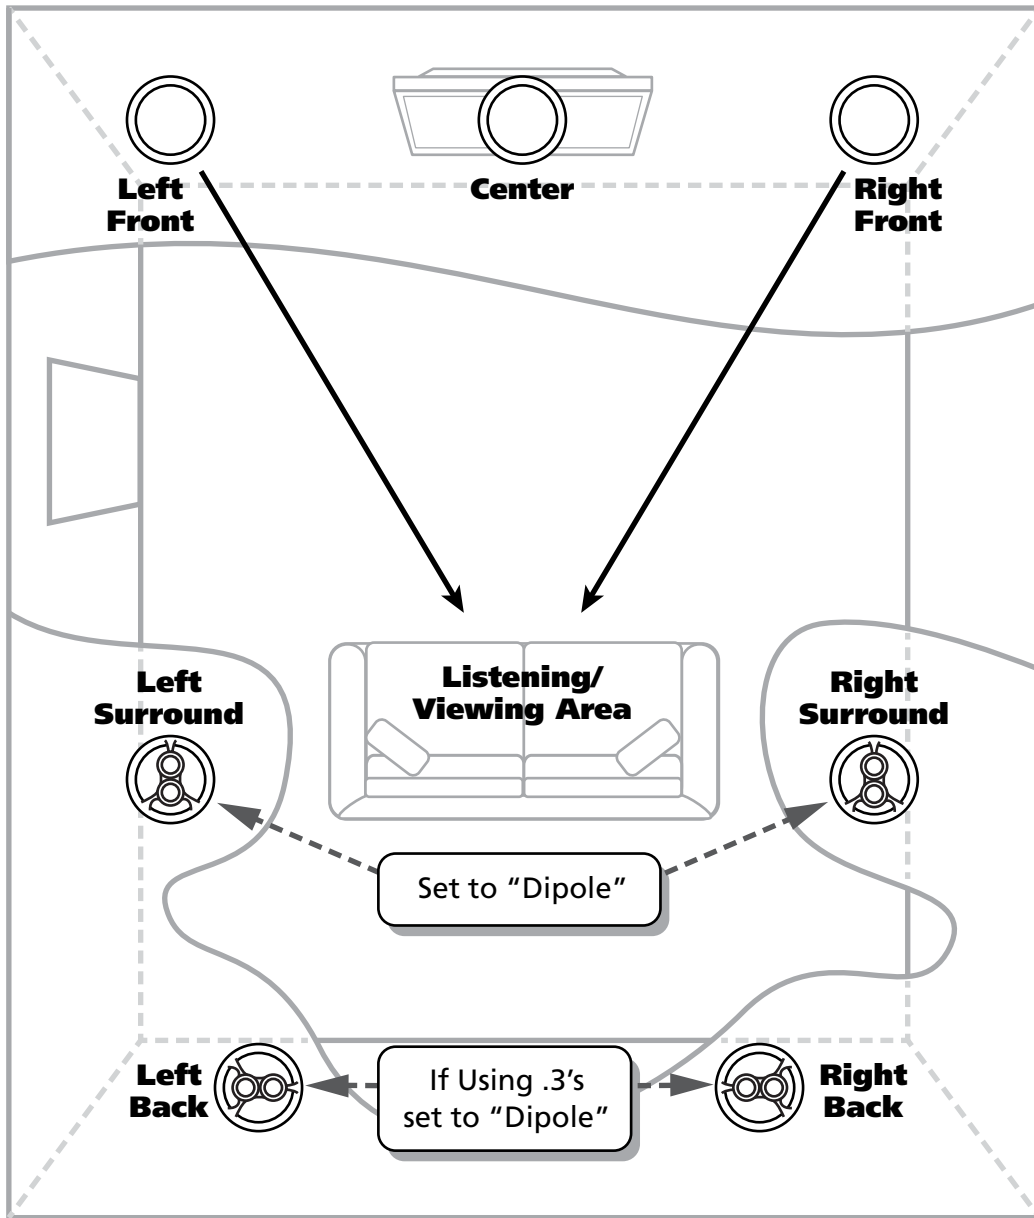 Left
Front
Center
Right
Front
Listening/
Viewing Area
Left
Surround
Right
Surround
Set to “Dipole”
Left
Back
If Using .3's
set to “Dipole”
Right
Back